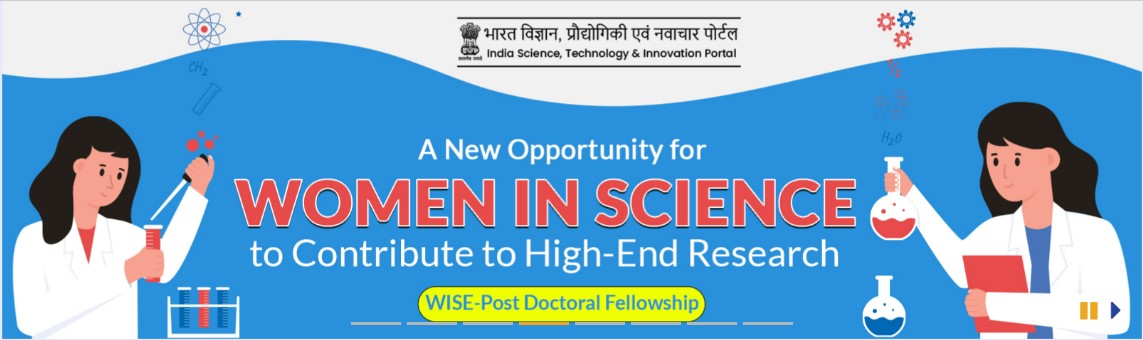 भारत विज्ञान, प्रौद्योगिकी एवं नवाचार पोर्टल
India Science, Technology & Innovation Portal
CH2
H2O
A New Opportunity for
WOMEN IN SCIENCE
to Contribute to High-End Research
WISE-Post Doctoral Fellowship